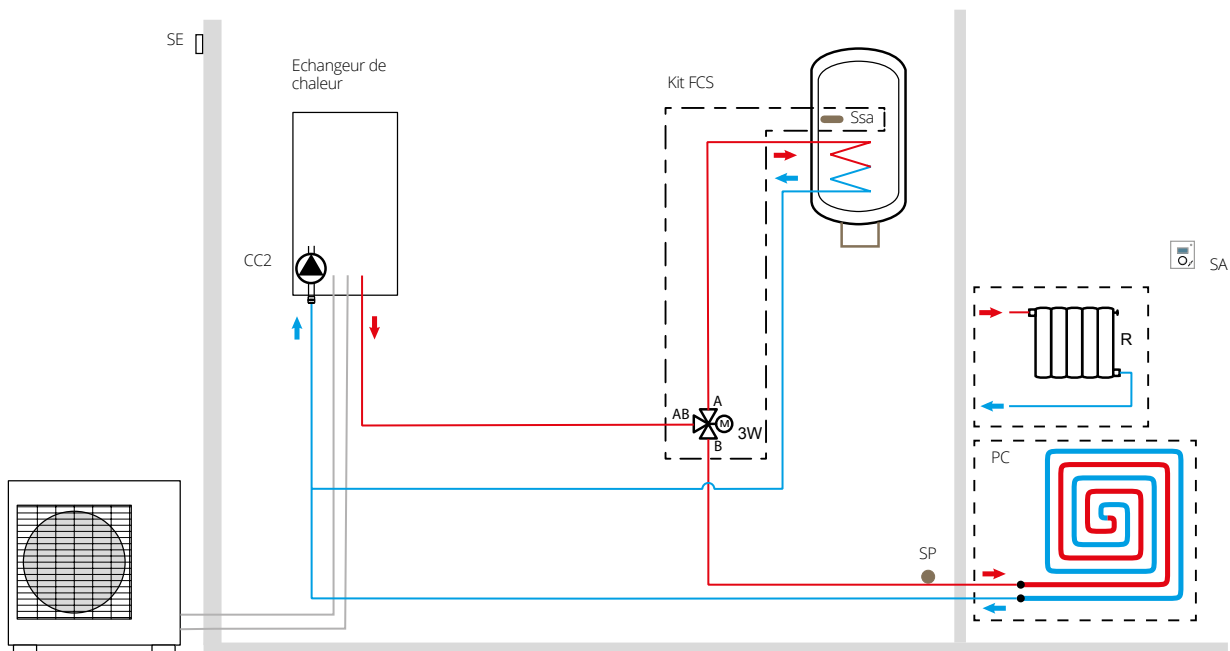 SE
Echangeur de
chaleur
Kit FCS
Ssa
CC2
SA
R
A
AB
M
3W
B
PC
SP